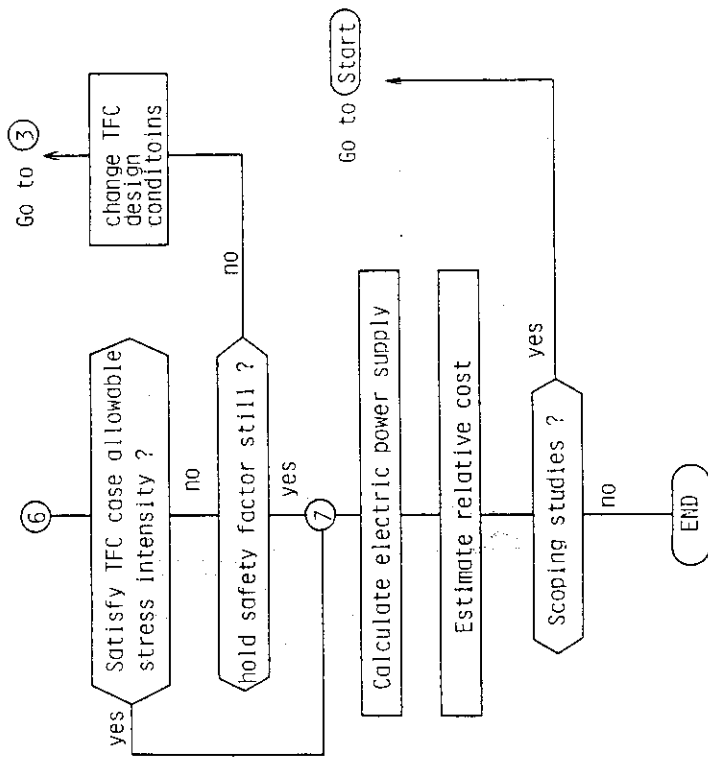 6
Satisfy TFC case allowable
stress intensity ?
yes
no
hold safety factor still ?
no
change TFC
design
conditoins
Go to 3
yes
7
Calculate electric power supply
Estimate relative cost
Scoping studies ?
yes
Go to Start
no
END